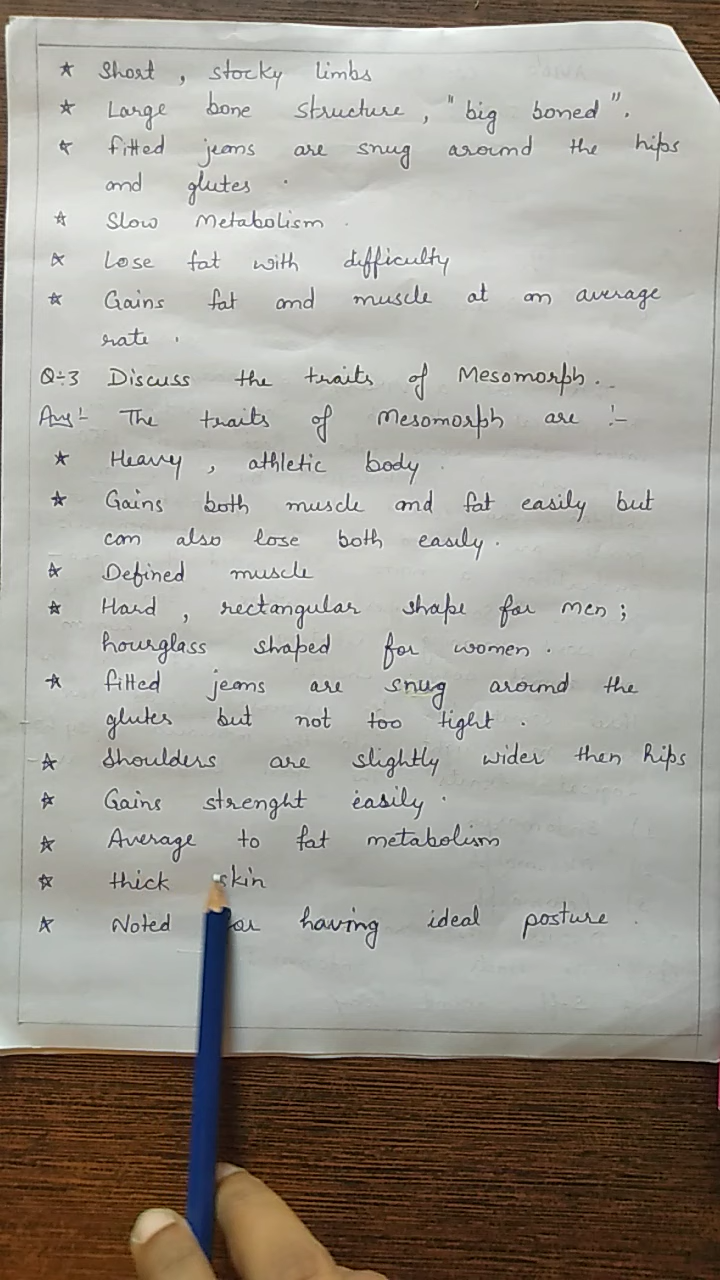 ★ Short , stocky limbs
★ Large bone structure , "big boned".
★ fitted jeans are snug around the hips
and glutes .
★ Slow Metabolism .
★ Lose fat with difficulty
★ Gains fat and muscle at an average
rate .
Q÷3 Discuss the traits of Mesomorph .
Ans!- The traits of Mesomorph are :-
★ Heavy , athletic body .
★ Gains both muscle and fat easily but
can also lose both easily .
★ Defined muscle
★ Hard , rectangular shape for men ;
hourglass shaped for women .
★ fitted jeans are snug around the
glutes but not too tight .
★ Shoulders are slightly wider then hips
★ Gains strenght easily .
★ Average to fat metabolism
★ thick skin
★ Noted for having ideal posture .